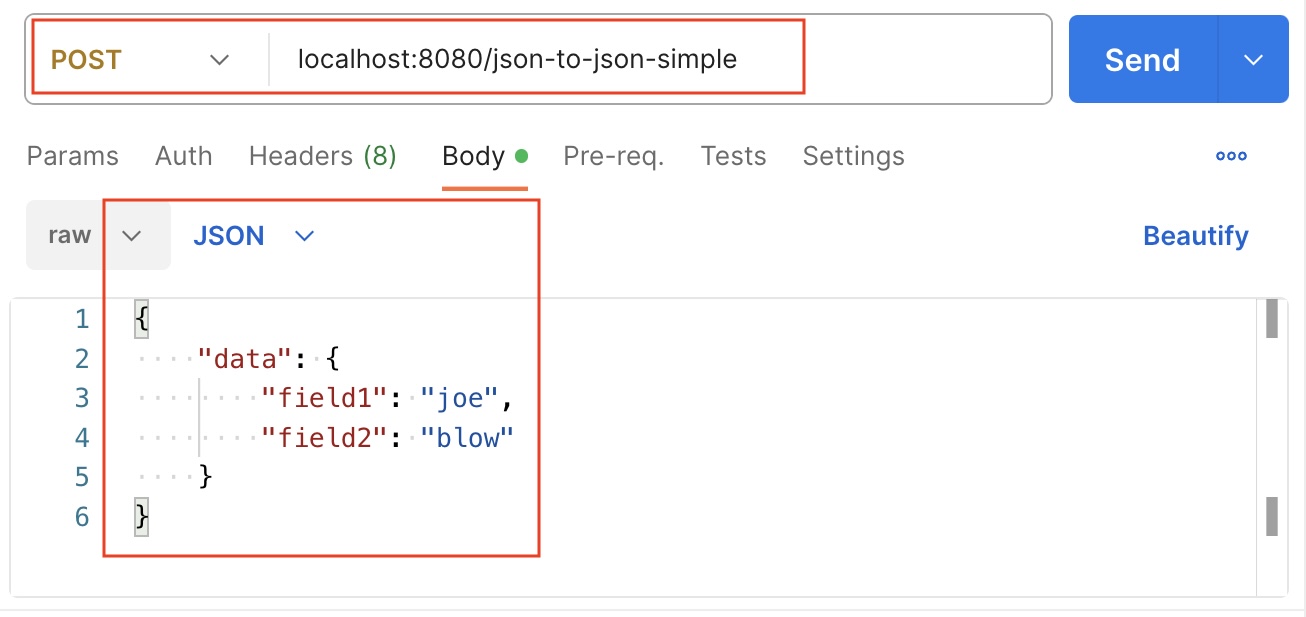 POST localhost:8080/json-to-json-simple Send
Params Auth Headers (8) Body Pre-req. Tests Settings
raw JSON Beautify
1 {
2     "data": {
3         "field1": "joe",
4         "field2": "blow"
5     }
6 }